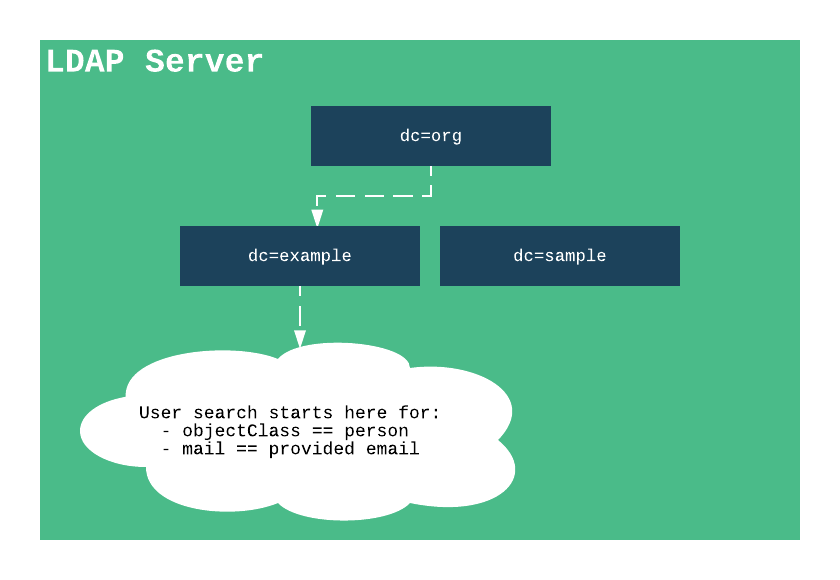 LDAP Server
dc=org
dc=example
dc=sample
User search starts here for:
- objectClass == person
- mail == provided email